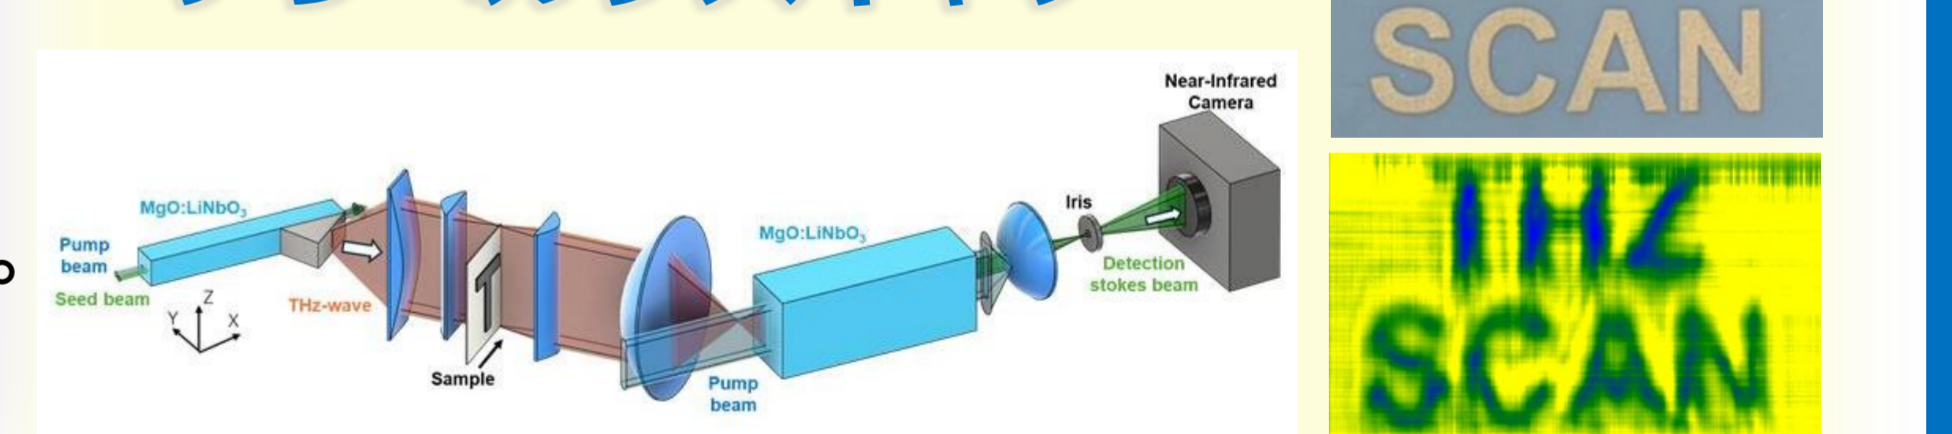 Near-Infrared
Camera
MgO:LiNbO3
Pump
beam
Seed beam
Z
Y
X
THz-wave
Sample
MgO:LiNbO3
Pump
beam
Iris
Detection
stokes beam
T
SCAN
THZ
SCAN